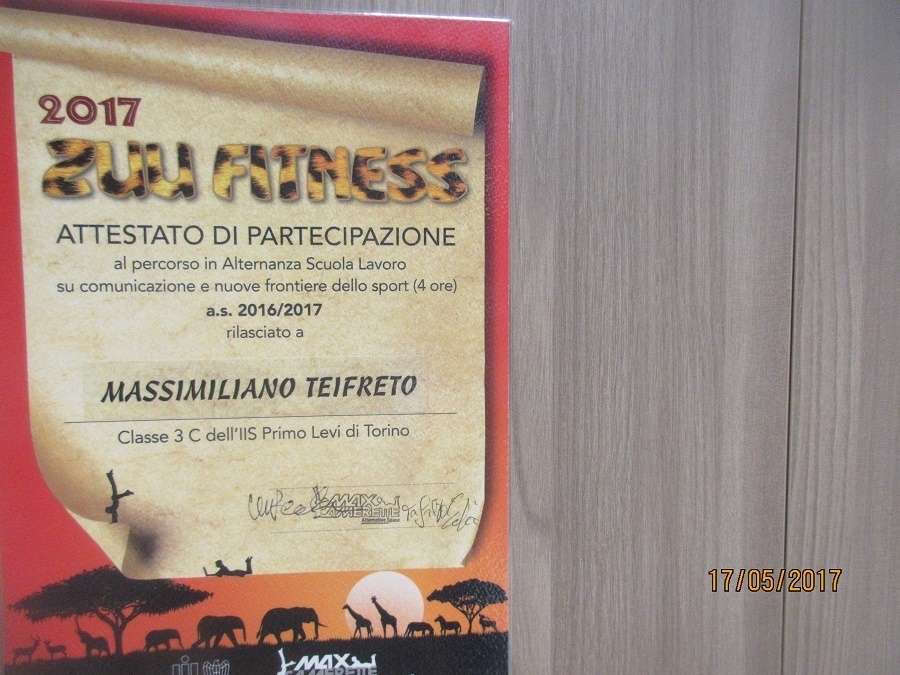 2017
ZUU FITNESS
ATTESTATO DI PARTECIPAZIONE
al percorso in Alternanza Scuola Lavoro
su comunicazione e nuove frontiere dello sport (4 ore)
a.s. 2016/2017
rilasciato a
MASSIMILIANO TEIFRETO
Classe 3 C dell'IIS Primo Levi di Torino
MAX
17/05/2017
MAX